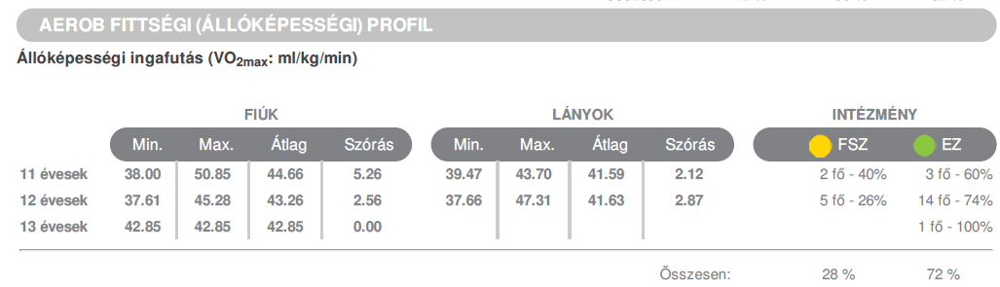 AEROB FITTSÉGI (ÁLLÓKÉPESSÉGI) PROFIL
Állóképességi ingafutás (VO2max: ml/kg/min)
FIÚK LÁNYOK INTÉZMÉNY
Min. Max. Átlag Szórás Min. Max. Átlag Szórás FSZ EZ
11 évesek 38.00 50.85 44.66 5.26 39.47 43.70 41.59 2.12 2 fő - 40% 3 fő - 60%
12 évesek 37.61 45.28 43.26 2.56 37.66 47.31 41.63 2.87 5 fő - 26% 14 fő - 74%
13 évesek 42.85 42.85 42.85 0.00 1 fő - 100%
Összesen: 28 % 72 %